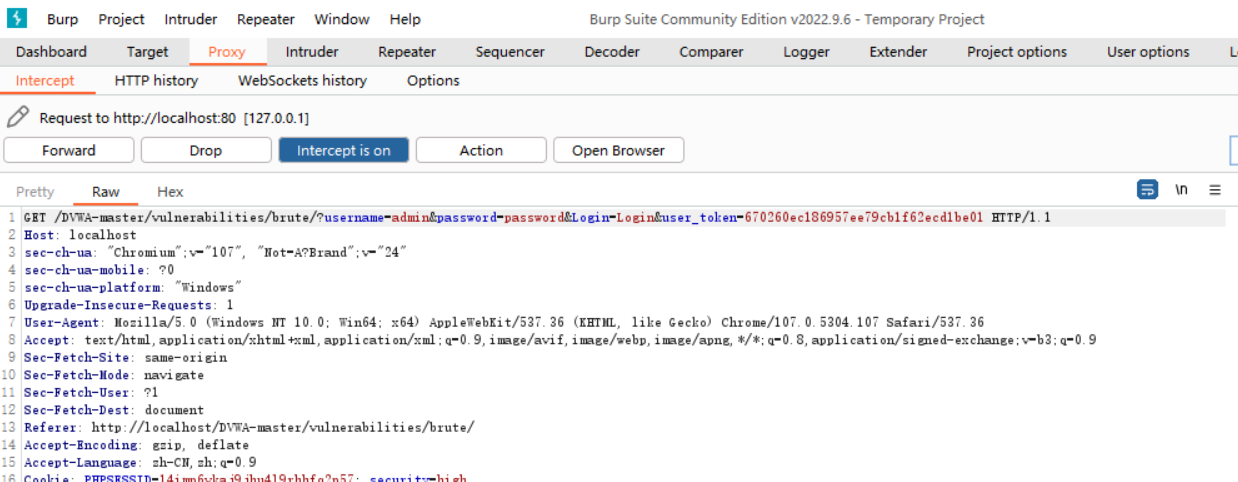 Burp Project Intruder Repeater Window Help Burp Suite Community Edition v2022.9.6 - Temporary Project
Dashboard Target Proxy Intruder Repeater Sequencer Decoder Comparer Logger Extender Project options User options
Intercept HTTP history WebSockets history Options
Request to http://localhost:80 [127.0.0.1]
Forward Drop Intercept is on Action Open Browser
Pretty Raw Hex \n
1 GET /DVWA-master/vulnerabilities/brute/?username=admin&password=password&Login=Login&user_token=670260ec186957ee79cb1f62ecd1be01 HTTP/1.1
2 Host: localhost
3 sec-ch-ua: "Chromium";v="107", "Not=A?Brand";v="24"
4 sec-ch-ua-mobile: ?0
5 sec-ch-ua-platform: "Windows"
6 Upgrade-Insecure-Requests: 1
7 User-Agent: Mozilla/5.0 (Windows NT 10.0; Win64; x64) AppleWebKit/537.36 (KHTML, like Gecko) Chrome/107.0.5304.107 Safari/537.36
8 Accept: text/html,application/xhtml+xml,application/xml;q=0.9,image/avif,image/webp,image/apng,*/*;q=0.8,application/signed-exchange;v=b3;q=0.9
9 Sec-Fetch-Site: same-origin
10 Sec-Fetch-Mode: navigate
11 Sec-Fetch-User: ?1
12 Sec-Fetch-Dest: document
13 Referer: http://localhost/DVWA-master/vulnerabilities/brute/
14 Accept-Encoding: gzip, deflate
15 Accept-Language: zh-CN,zh;q=0.9
16 Cookie: security=high